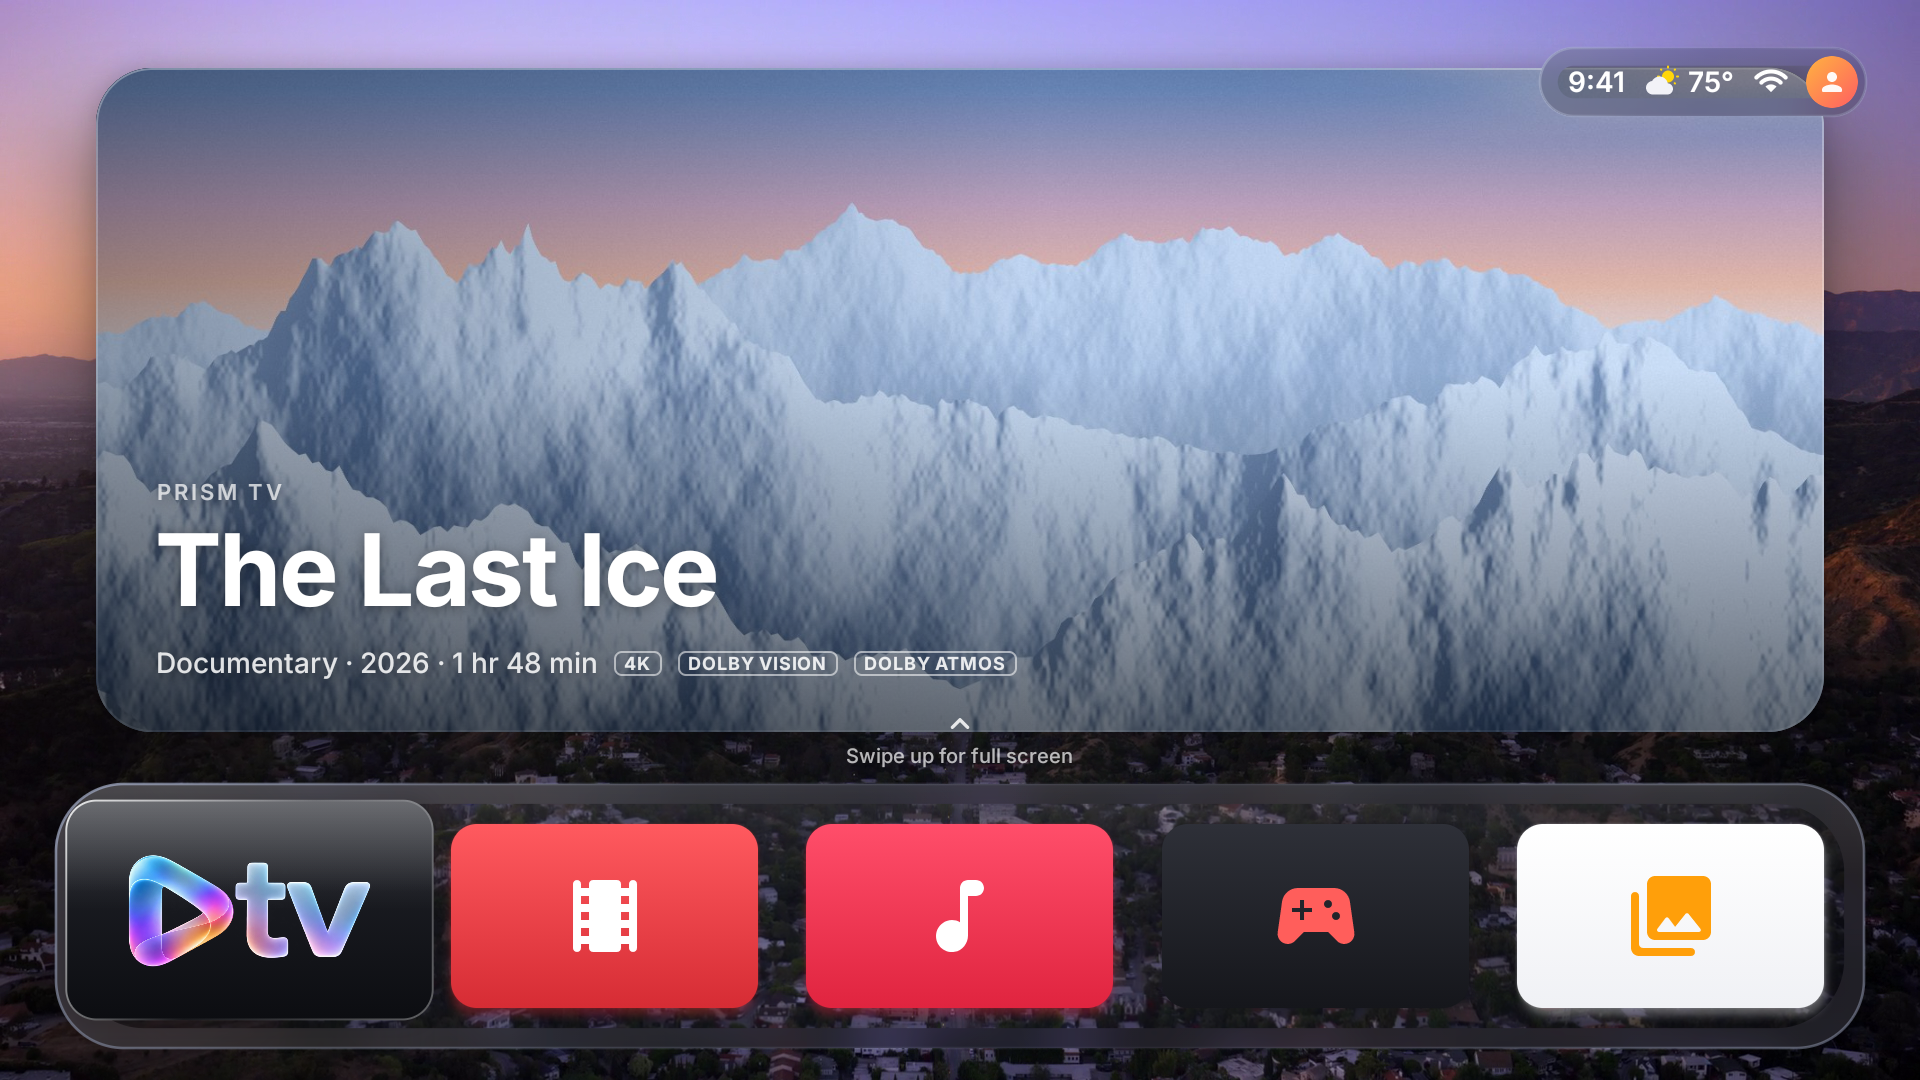 9:41 75°
PRISM TV
The Last Ice
Documentary · 2026 · 1 hr 48 min 4K DOLBY VISION DOLBY ATMOS
Swipe up for full screen
tv